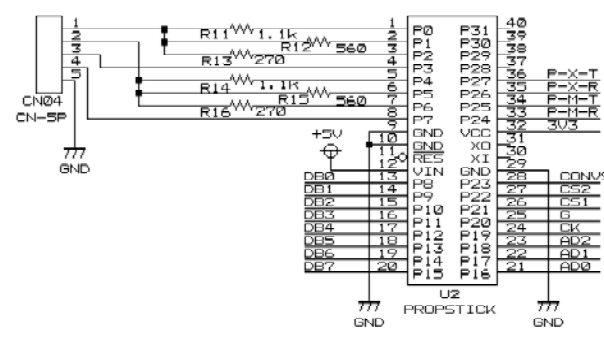 1
2
3
4
5
CN04
CN-5P
GND
R11 1.1k
R12 560
R13 270
R14 1.1k
R15 560
R16 270
+5V
1 P0 P31 40
2 P1 P30 39
3 P2 P29 38
4 P3 P28 37
5 P4 P27 36 P-X-T
6 P5 P26 35 P-X-R
7 P6 P25 34 P-M-T
8 P7 P24 33 P-M-R
9 GND VCC 32 3V3
10 GND XO 31
11 RES XI 30
12 VIN GND 29
DB0 13 P8 P23 28 CONVS
DB1 14 P9 P22 27 CS2
DB2 15 P10 P21 26 CS1
DB3 16 P11 P20 25 G
DB4 17 P12 P19 24 CK
DB5 18 P13 P18 23 AD2
DB6 19 P14 P17 22 AD1
DB7 20 P15 P16 21 AD0
U2
PROPSTICK
GND
GND